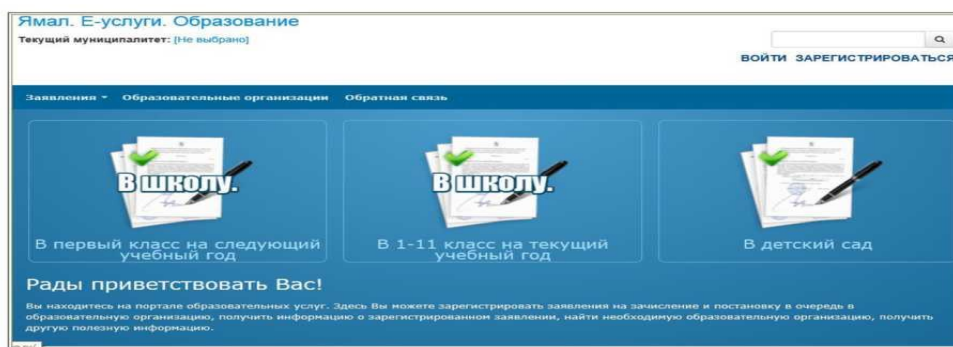 Ямал. Е-услуги. Образование
Текущий муниципалитет: [Не выбрано]
ВОЙТИ ЗАРЕГИСТРИРОВАТЬСЯ
Заявления Образовательные организации Обратная связь
В школу.
В школу.
В первый класс на следующий
учебный год
В 1-11 класс на текущий
учебный год
В детский сад
Рады приветствовать Вас!
Вы находитесь на портале образовательных услуг. Здесь Вы можете зарегистрировать заявления на зачисление и постановку в очередь в
образовательную организацию, получить информацию о зарегистрированном заявлении, найти необходимую образовательную организацию, получить
другую полезную информацию.